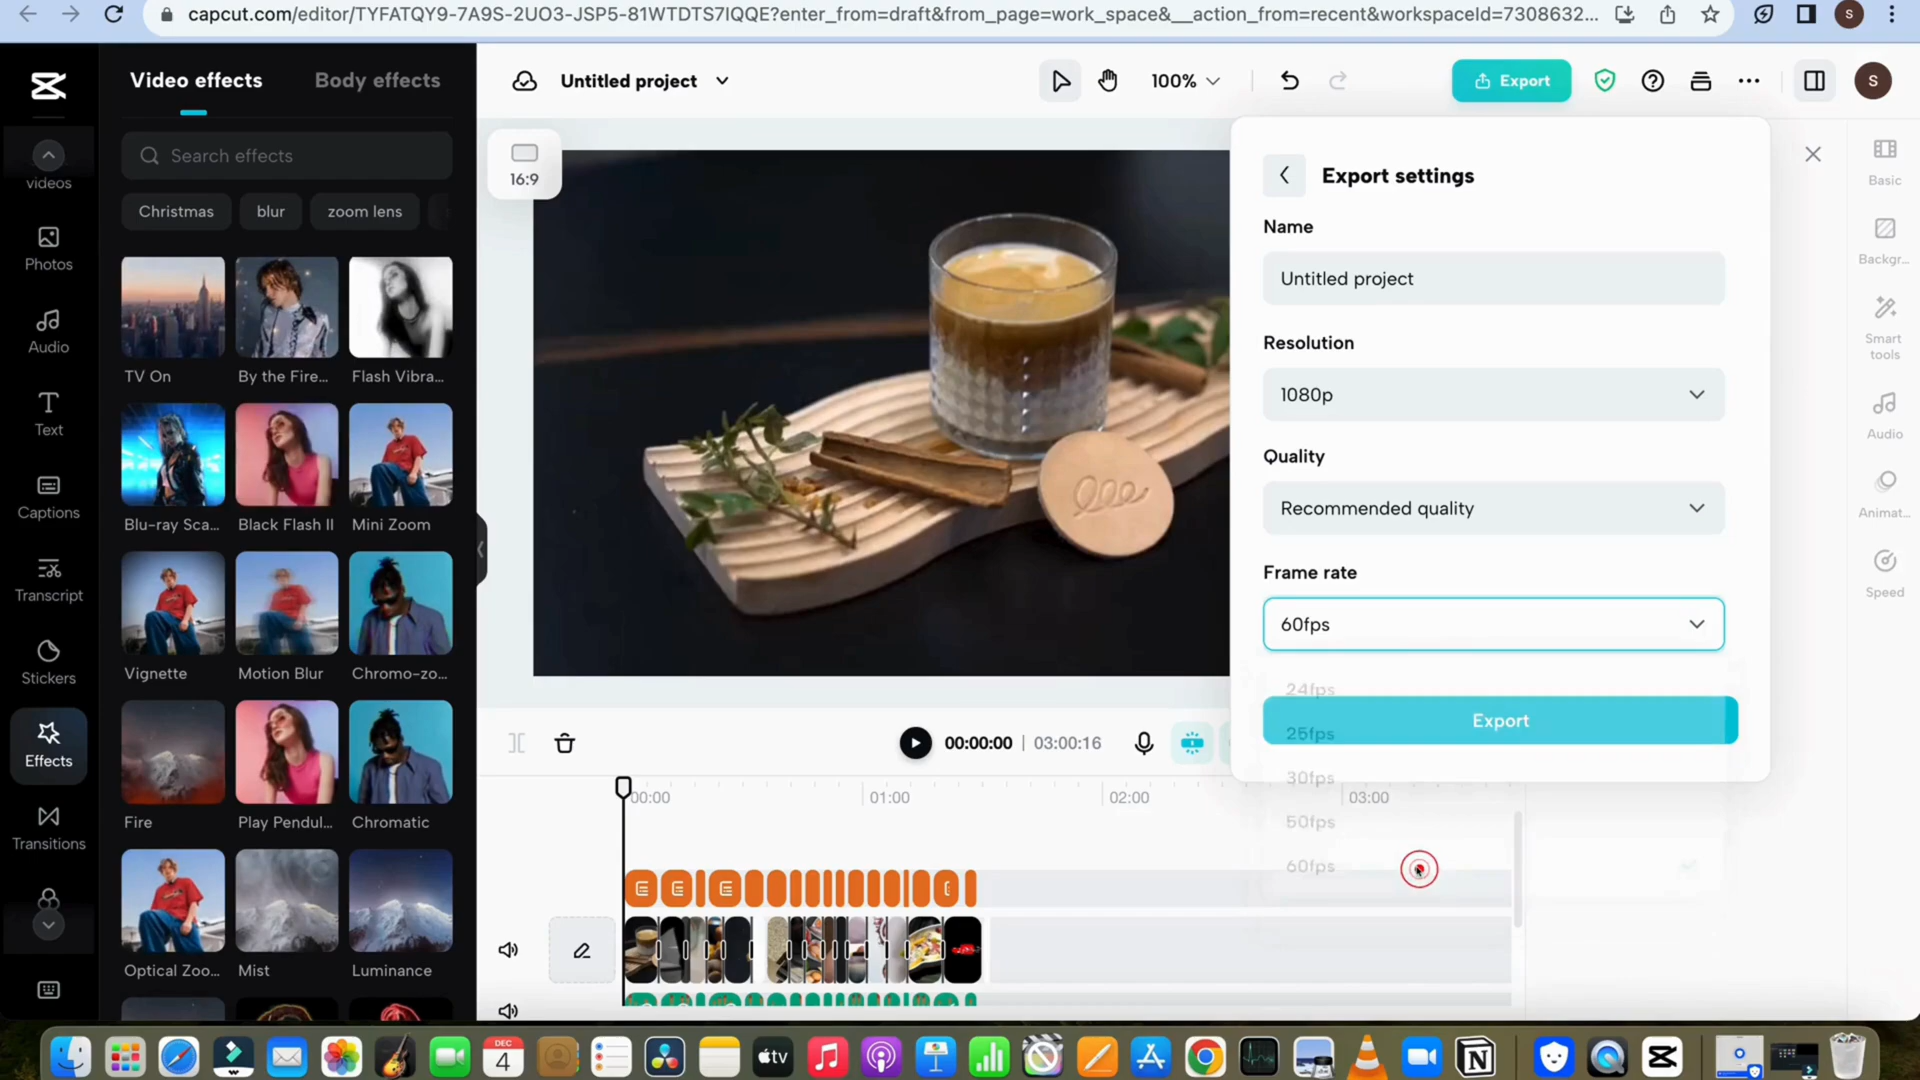 capcut.com/editor/TYFATQY9-7A9S-2UO3-JSP5-81WTDTS7IQQE?enter_from=draft&from_page=work_space&__action_from=recent&workspaceId=7308632...
S
Video effects
Body effects
Untitled project
100%
Export
S
Search effects
Christmas
blur
zoom lens
videos
Photos
Audio
Text
Captions
Transcript
Stickers
Effects
Transitions
TV On
By the Fire...
Flash Vibra...
Blu-ray Sca...
Black Flash II
Mini Zoom
Vignette
Motion Blur
Chromo-zo...
Fire
Play Pendul...
Chromatic
Optical Zoo...
Mist
Luminance
16:9
Export settings
Name
Untitled project
Resolution
1080p
Quality
Recommended quality
Frame rate
60fps
24fps
Export
25fps
30fps
50fps
60fps
Basic
Backgr...
Smart
tools
Audio
Animat...
Speed
00:00:00 | 03:00:16
00:00
01:00
02:00
03:00
DEC
4
tv
N